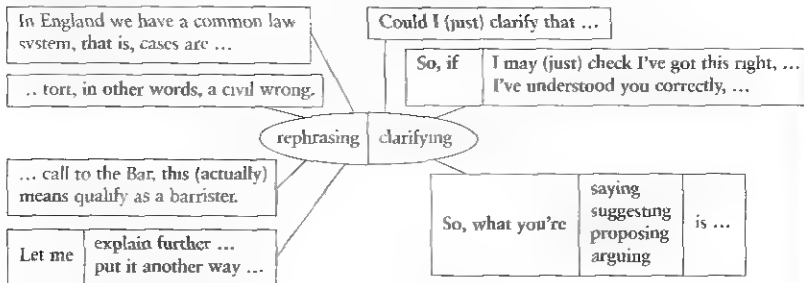 In England we have a common law
system, that is, cases are ...
Could I (just) clarify that ...
So, if
I may (just) check I've got this right, ...
I've understood you correctly, ...
.. tort, in other words, a civil wrong.
rephrasing
clarifying
... call to the Bar, this (actually)
means qualify as a barrister.
So, what you're
saying
suggesting
proposing
arguing
is ...
Let me
explain further ...
put it another way ...